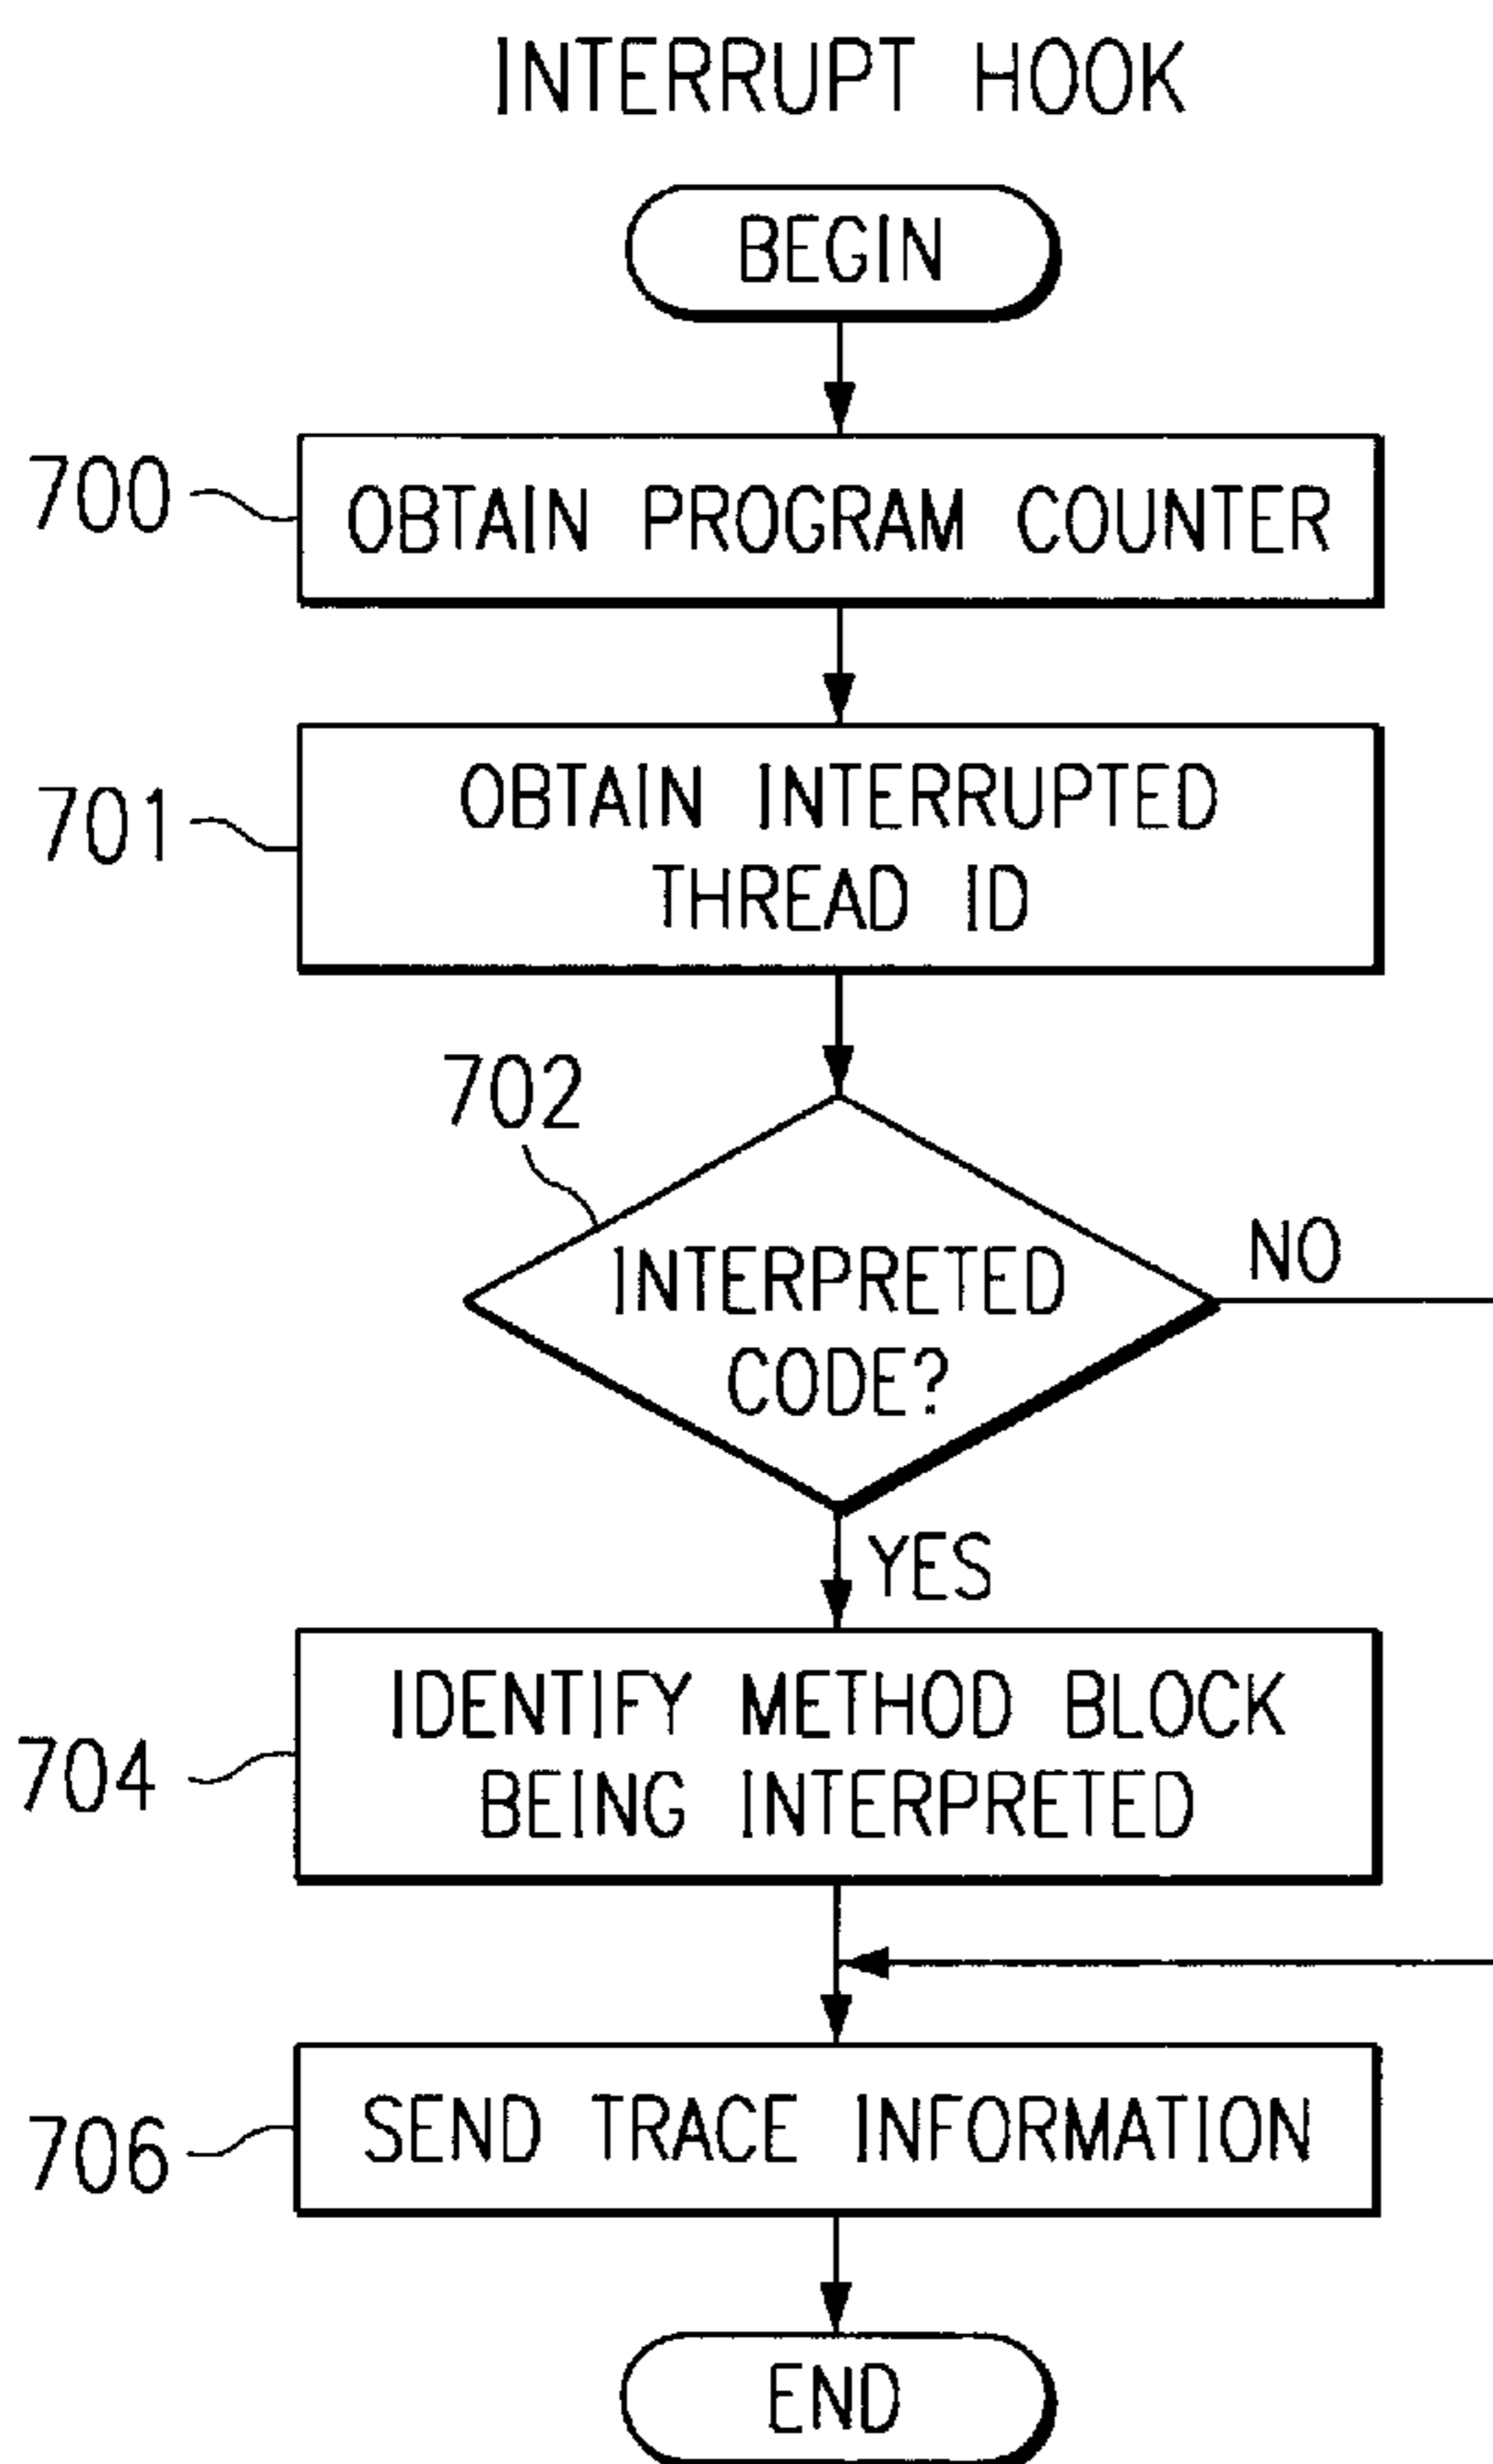 INTERRUPT HOOK
BEGIN
700
OBTAIN PROGRAM COUNTER
701
OBTAIN INTERRUPTED
THREAD ID
702
INTERPRETED
CODE?
NO
YES
704
IDENTIFY METHOD BLOCK
BEING INTERPRETED
706
SEND TRACE INFORMATION
END